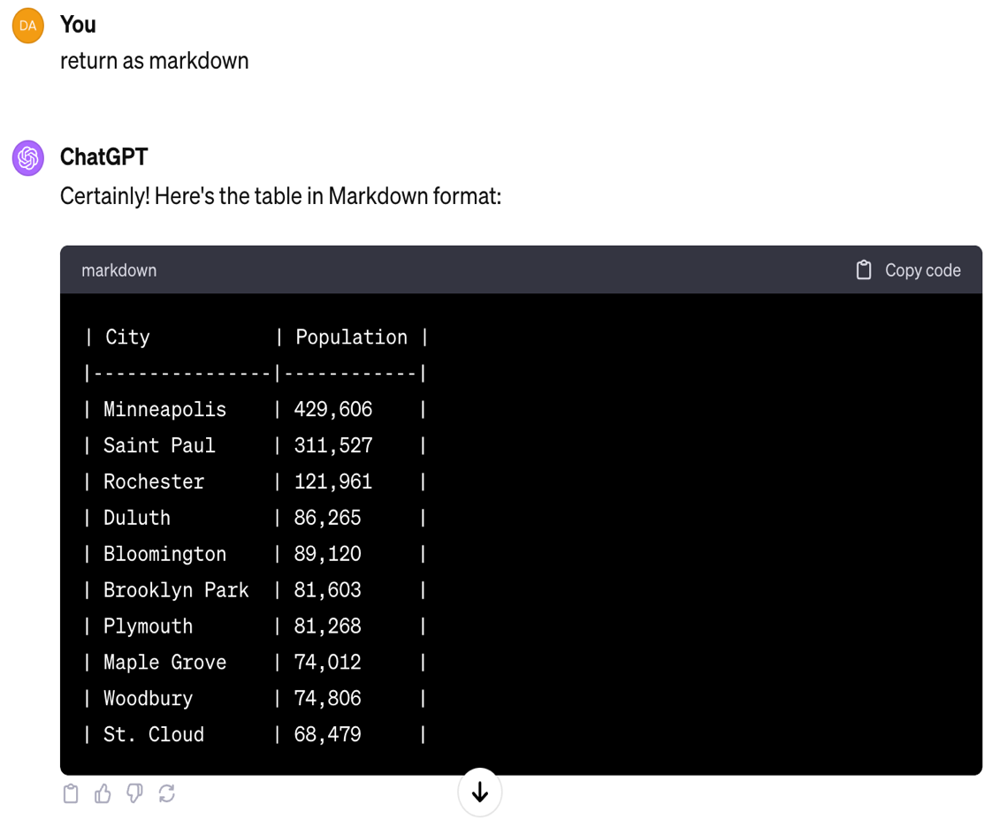 DA
You
return as markdown
ChatGPT
Certainly! Here's the table in Markdown format:
markdown
Copy code
| City           | Population |
|----------------|------------|
| Minneapolis    | 429,606    |
| Saint Paul     | 311,527    |
| Rochester      | 121,961    |
| Duluth         | 86,265     |
| Bloomington    | 89,120     |
| Brooklyn Park  | 81,603     |
| Plymouth       | 81,268     |
| Maple Grove    | 74,012     |
| Woodbury       | 74,806     |
| St. Cloud      | 68,479     |